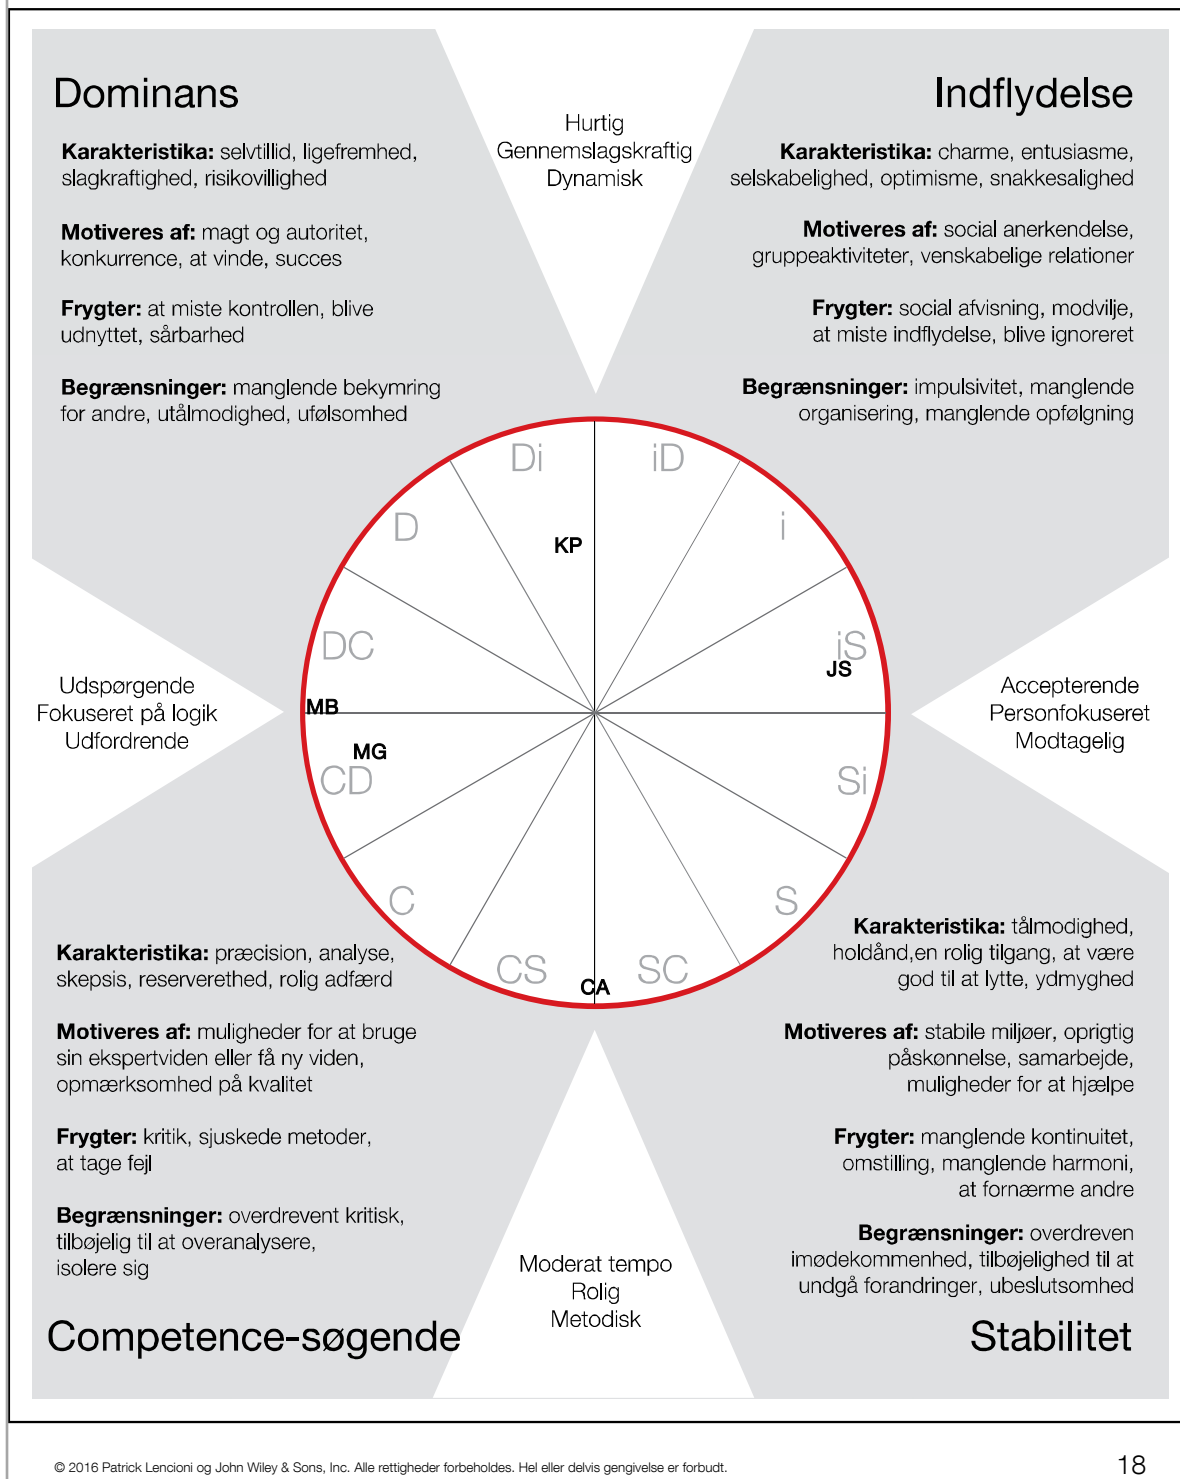 Dominans
Karakteristika: selvtillid, ligefremhed,
slagkraftighed, risikovillighed
Motiveres af: magt og autoritet,
konkurrence, at vinde, succes
Frygter: at miste kontrollen, blive
udnyttet, sårbarhed
Begrænsninger: manglende bekymring
for andre, utålmodighed, ufølsomhed
Hurtig
Gennemslagskraftig
Dynamisk
Indflydelse
Karakteristika: charme, entusiasme,
selskabelighed, optimisme, snakkesalighed
Motiveres af: social anerkendelse,
gruppeaktiviteter, venskabelige relationer
Frygter: social afvisning, modvilje,
at miste indflydelse, blive ignoreret
Begrænsninger: impulsivitet, manglende
organisering, manglende opfølgning
Di
iD
D
i
KP
DC
iS
JS
MB
MG
CD
Si
C
S
CS
SC
CA
Udspørgende
Fokuseret på logik
Udfordrende
Accepterende
Personfokuseret
Modtagelig
Karakteristika: præcision, analyse,
skepsis, reserverethed, rolig adfærd
Motiveres af: muligheder for at bruge
sin ekspertviden eller få ny viden,
opmærksomhed på kvalitet
Frygter: kritik, sjuskede metoder,
at tage fejl
Begrænsninger: overdrevent kritisk,
tilbøjelig til at overanalysere,
isolere sig
Competence-søgende
Moderat tempo
Rolig
Metodisk
Karakteristika: tålmodighed,
holdånd,en rolig tilgang, at være
god til at lytte, ydmyghed
Motiveres af: stabile miljøer, oprigtig
påskønnelse, samarbejde,
muligheder for at hjælpe
Frygter: manglende kontinuitet,
omstilling, manglende harmoni,
at fornærme andre
Begrænsninger: overdreven
imødekommenhed, tilbøjelighed til at
undgå forandringer, ubeslutsomhed
Stabilitet
© 2016 Patrick Lencioni og John Wiley & Sons, Inc. Alle rettigheder forbeholdes. Hel eller delvis gengivelse er forbudt.
18